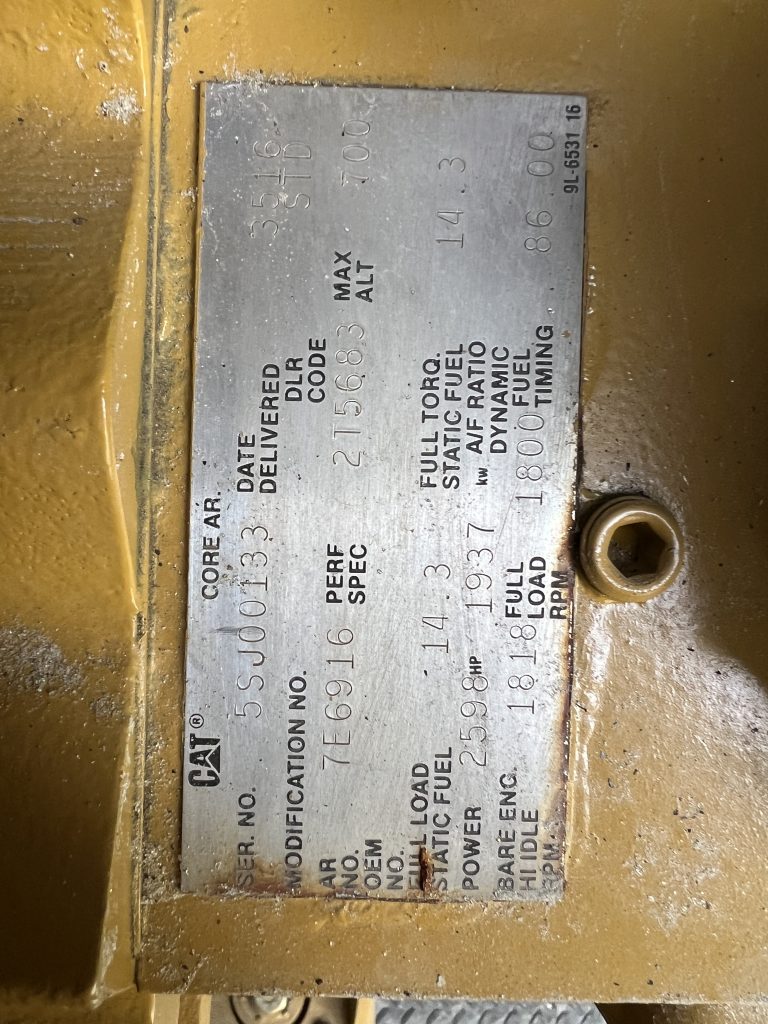 CAT® CORE AR. 3516
SER. NO. 5SJ00133 DATE DELIVERED STD
MODIFICATION NO. DLR CODE
AR NO. 7E6916 PERF SPEC 2T5683 MAX ALT 700
OEM NO.
FULL LOAD STATIC FUEL 14.3 FULL TORQ. STATIC FUEL 14.3
POWER 2598 HP 1937 kw A/F RATIO DYNAMIC
BARE ENG. HI IDLE RPM 1818 FULL LOAD RPM 1800 FUEL TIMING 86.00
9L-6531 16